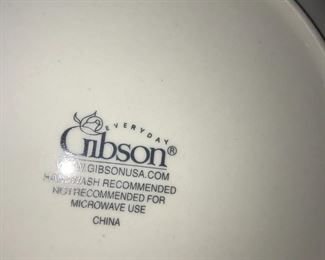 EVERYDAY
Gibson®
WWW.GIBSONUSA.COM
HANDWASH RECOMMENDED
NOT RECOMMENDED FOR
MICROWAVE USE
CHINA